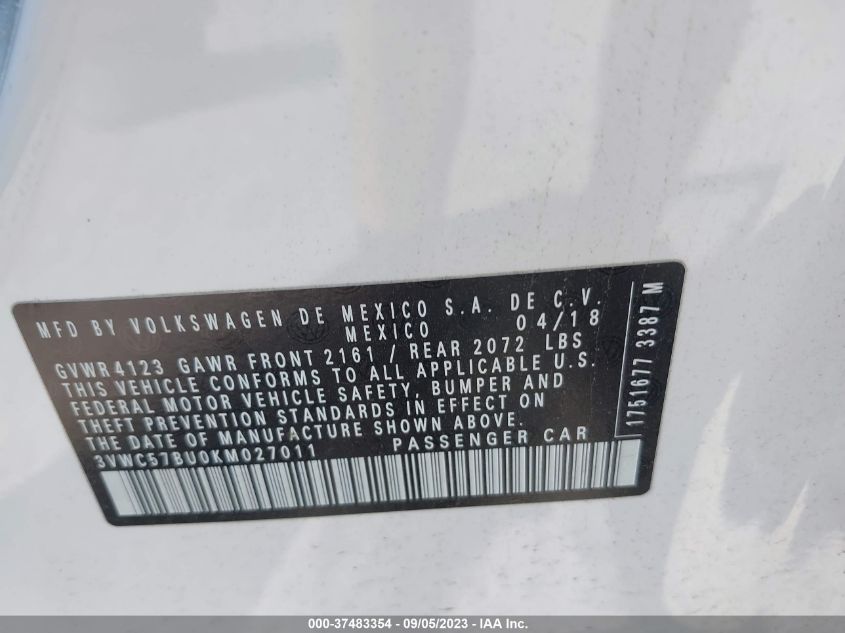 MFD BY VOLKSWAGEN DE MEXICO S.A. DE C.V.
MEXICO 04/18
GVWR 4123 GAWR FRONT 2161 / REAR 2072 LBS
THIS VEHICLE CONFORMS TO ALL APPLICABLE U.S.
FEDERAL MOTOR VEHICLE SAFETY, BUMPER AND
THEFT PREVENTION STANDARDS IN EFFECT ON
THE DATE OF MANUFACTURE SHOWN ABOVE.
3VWC57BU0KM027011 PASSENGER CAR
1751677 3387 M
000-37483354 - 09/05/2023 - IAA Inc.